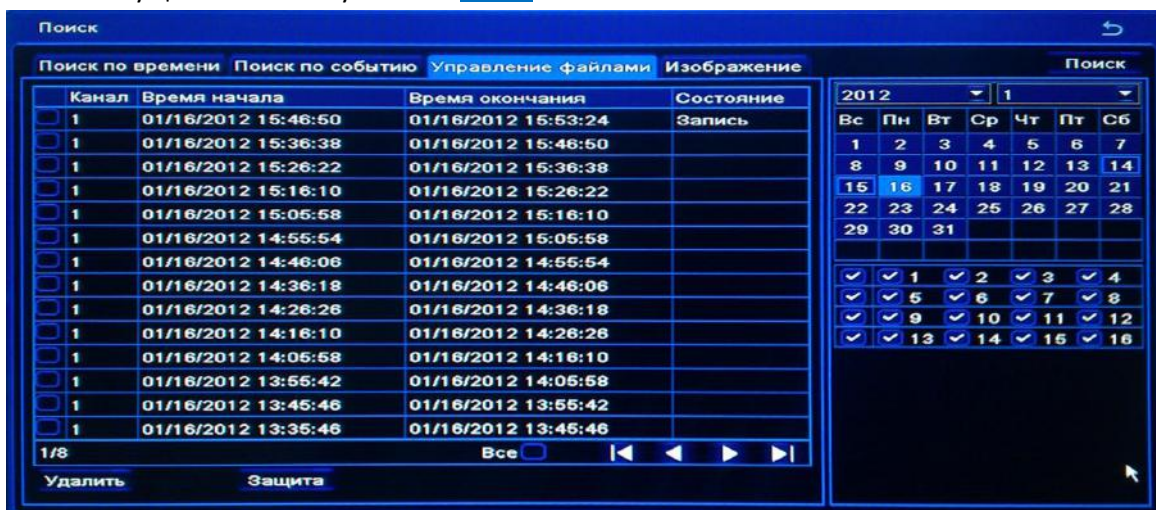 Поиск
Поиск по времени Поиск по событию Управление файлами Изображение Поиск
Канал Время начала Время окончания Состояние
1 01/16/2012 15:46:50 01/16/2012 15:53:24 Запись
1 01/16/2012 15:36:38 01/16/2012 15:46:50
1 01/16/2012 15:26:22 01/16/2012 15:36:38
1 01/16/2012 15:16:10 01/16/2012 15:26:22
1 01/16/2012 15:05:58 01/16/2012 15:16:10
1 01/16/2012 14:55:54 01/16/2012 15:05:58
1 01/16/2012 14:46:06 01/16/2012 14:55:54
1 01/16/2012 14:36:18 01/16/2012 14:46:06
1 01/16/2012 14:26:26 01/16/2012 14:36:18
1 01/16/2012 14:16:10 01/16/2012 14:26:26
1 01/16/2012 14:05:58 01/16/2012 14:16:10
1 01/16/2012 13:55:42 01/16/2012 14:05:58
1 01/16/2012 13:45:46 01/16/2012 13:55:42
1 01/16/2012 13:35:46 01/16/2012 13:45:46
1/8 Все
Удалить Защита
2012 1
Вс Пн Вт Ср Чт Пт Сб
1 2 3 4 5 6 7
8 9 10 11 12 13 14
15 16 17 18 19 20 21
22 23 24 25 26 27 28
29 30 31
1 2 3 4
5 6 7 8
9 10 11 12
13 14 15 16